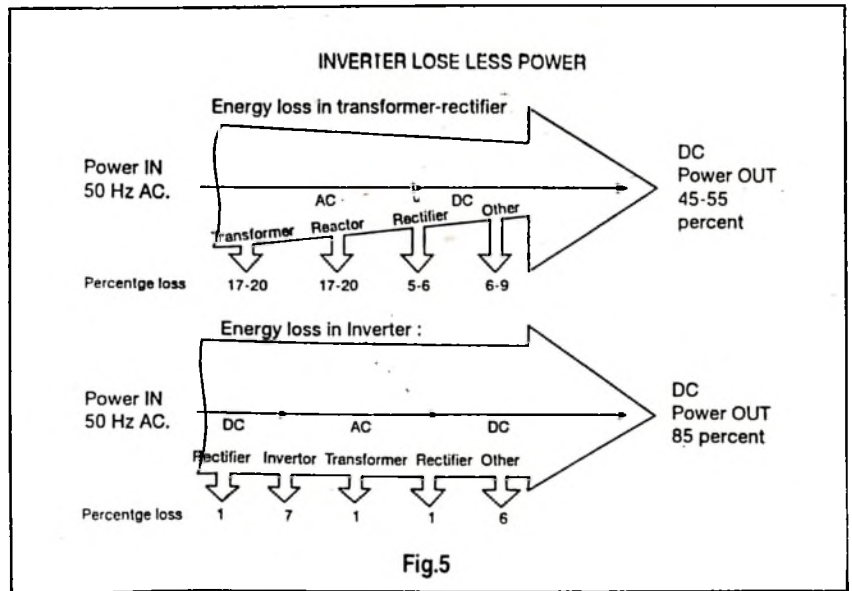 INVERTER LOSE LESS POWER
Energy loss in transformer-rectifier
Power IN
50 Hz AC.
AC
DC
DC
Power OUT
45-55
percent
Transformer Reactor Rectifier Other
Percentge loss 17-20 17-20 5-6 6-9
Energy loss in Inverter :
Power IN
50 Hz AC.
DC AC DC
DC
Power OUT
85 percent
Rectifier Invertor Transformer Rectifier Other
Percentge loss 1 7 1 1 6
Fig.5